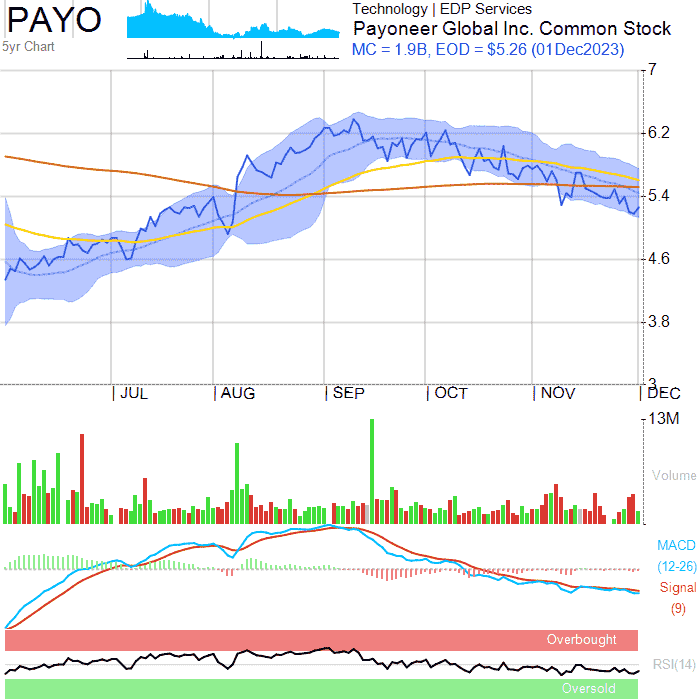 PAYO
5yr Chart
Technology | EDP Services
Payoneer Global Inc. Common Stock
MC = 1.9B, EOD = $5.26 (01Dec2023)
7
6.2
5.4
4.6
3.8
3
JUL
AUG
SEP
OCT
NOV
DEC
13M
Volume
MACD
(12-26)
Signal
(9)
Overbought
RSI(14)
Oversold